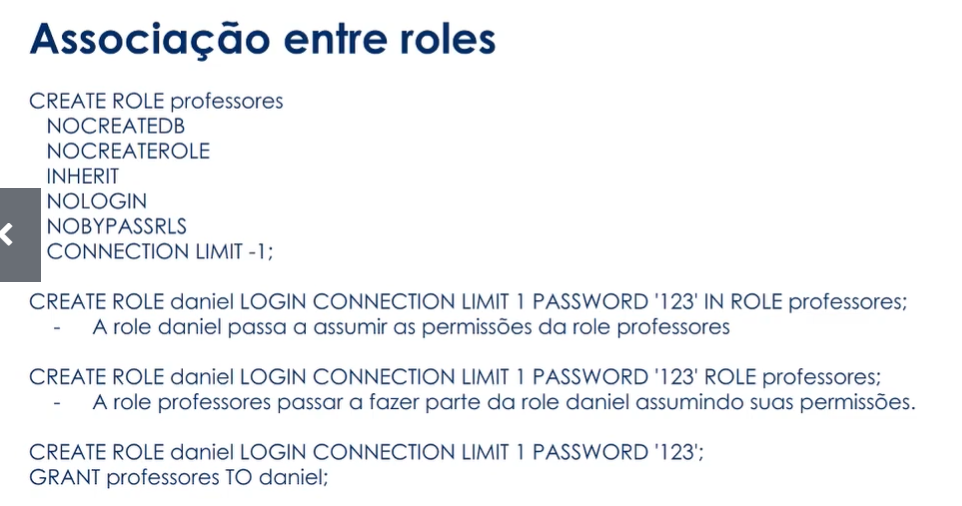 Associação entre roles
CREATE ROLE professores
NOCREATEDB
NOCREATEROLE
INHERIT
NOLOGIN
NOBYPASSRLS
CONNECTION LIMIT -1;
CREATE ROLE daniel LOGIN CONNECTION LIMIT 1 PASSWORD '123' IN ROLE professores;
- A role daniel passa a assumir as permissões da role professores
CREATE ROLE daniel LOGIN CONNECTION LIMIT 1 PASSWORD '123' ROLE professores;
- A role professores passar a fazer parte da role daniel assumindo suas permissões.
CREATE ROLE daniel LOGIN CONNECTION LIMIT 1 PASSWORD '123';
GRANT professores TO daniel;